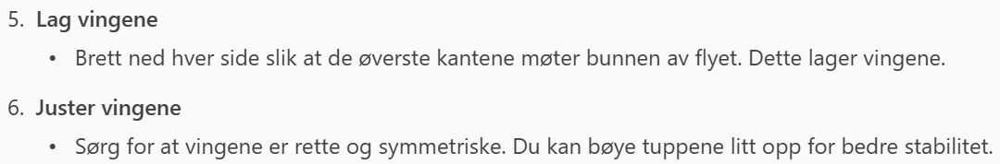 5. Lag vingene
• Brett ned hver side slik at de øverste kantene møter bunnen av flyet. Dette lager vingene.
6. Juster vingene
• Sørg for at vingene er rette og symmetriske. Du kan bøye tuppene litt opp for bedre stabilitet.